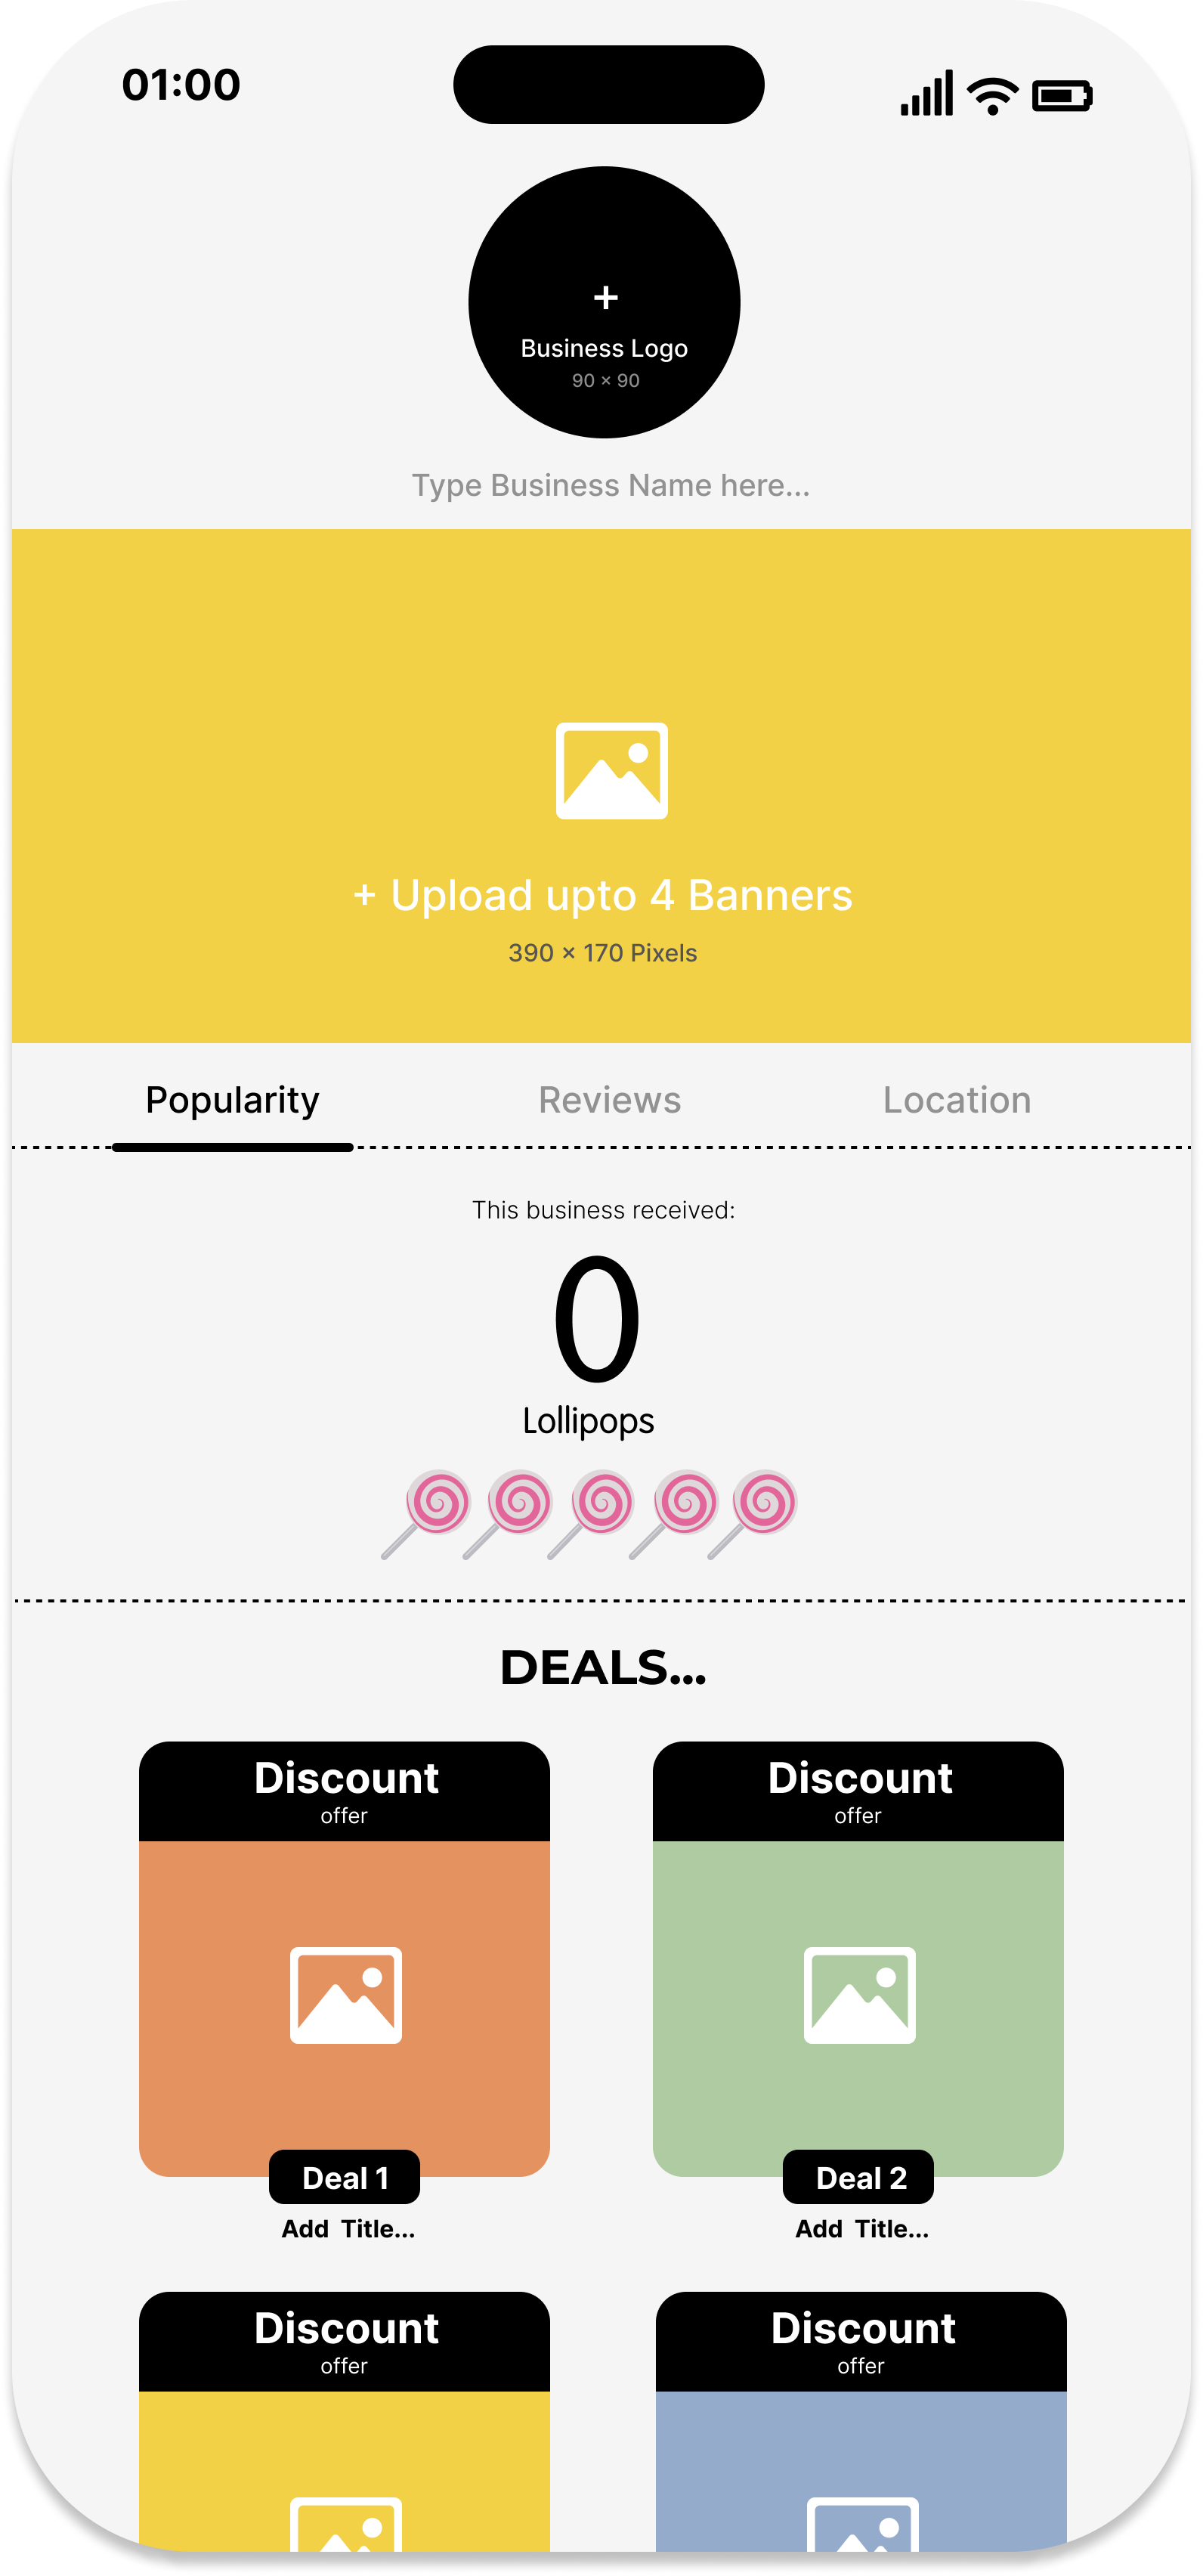 01:00
+
Business Logo
90 × 90
Type Business Name here...
+ Upload upto 4 Banners
390 × 170 Pixels
Popularity Reviews Location
This business received:
0
Lollipops
DEALS...
Discount
offer
Deal 1
Add Title...
Discount
offer
Deal 2
Add Title...
Discount
offer
Discount
offer